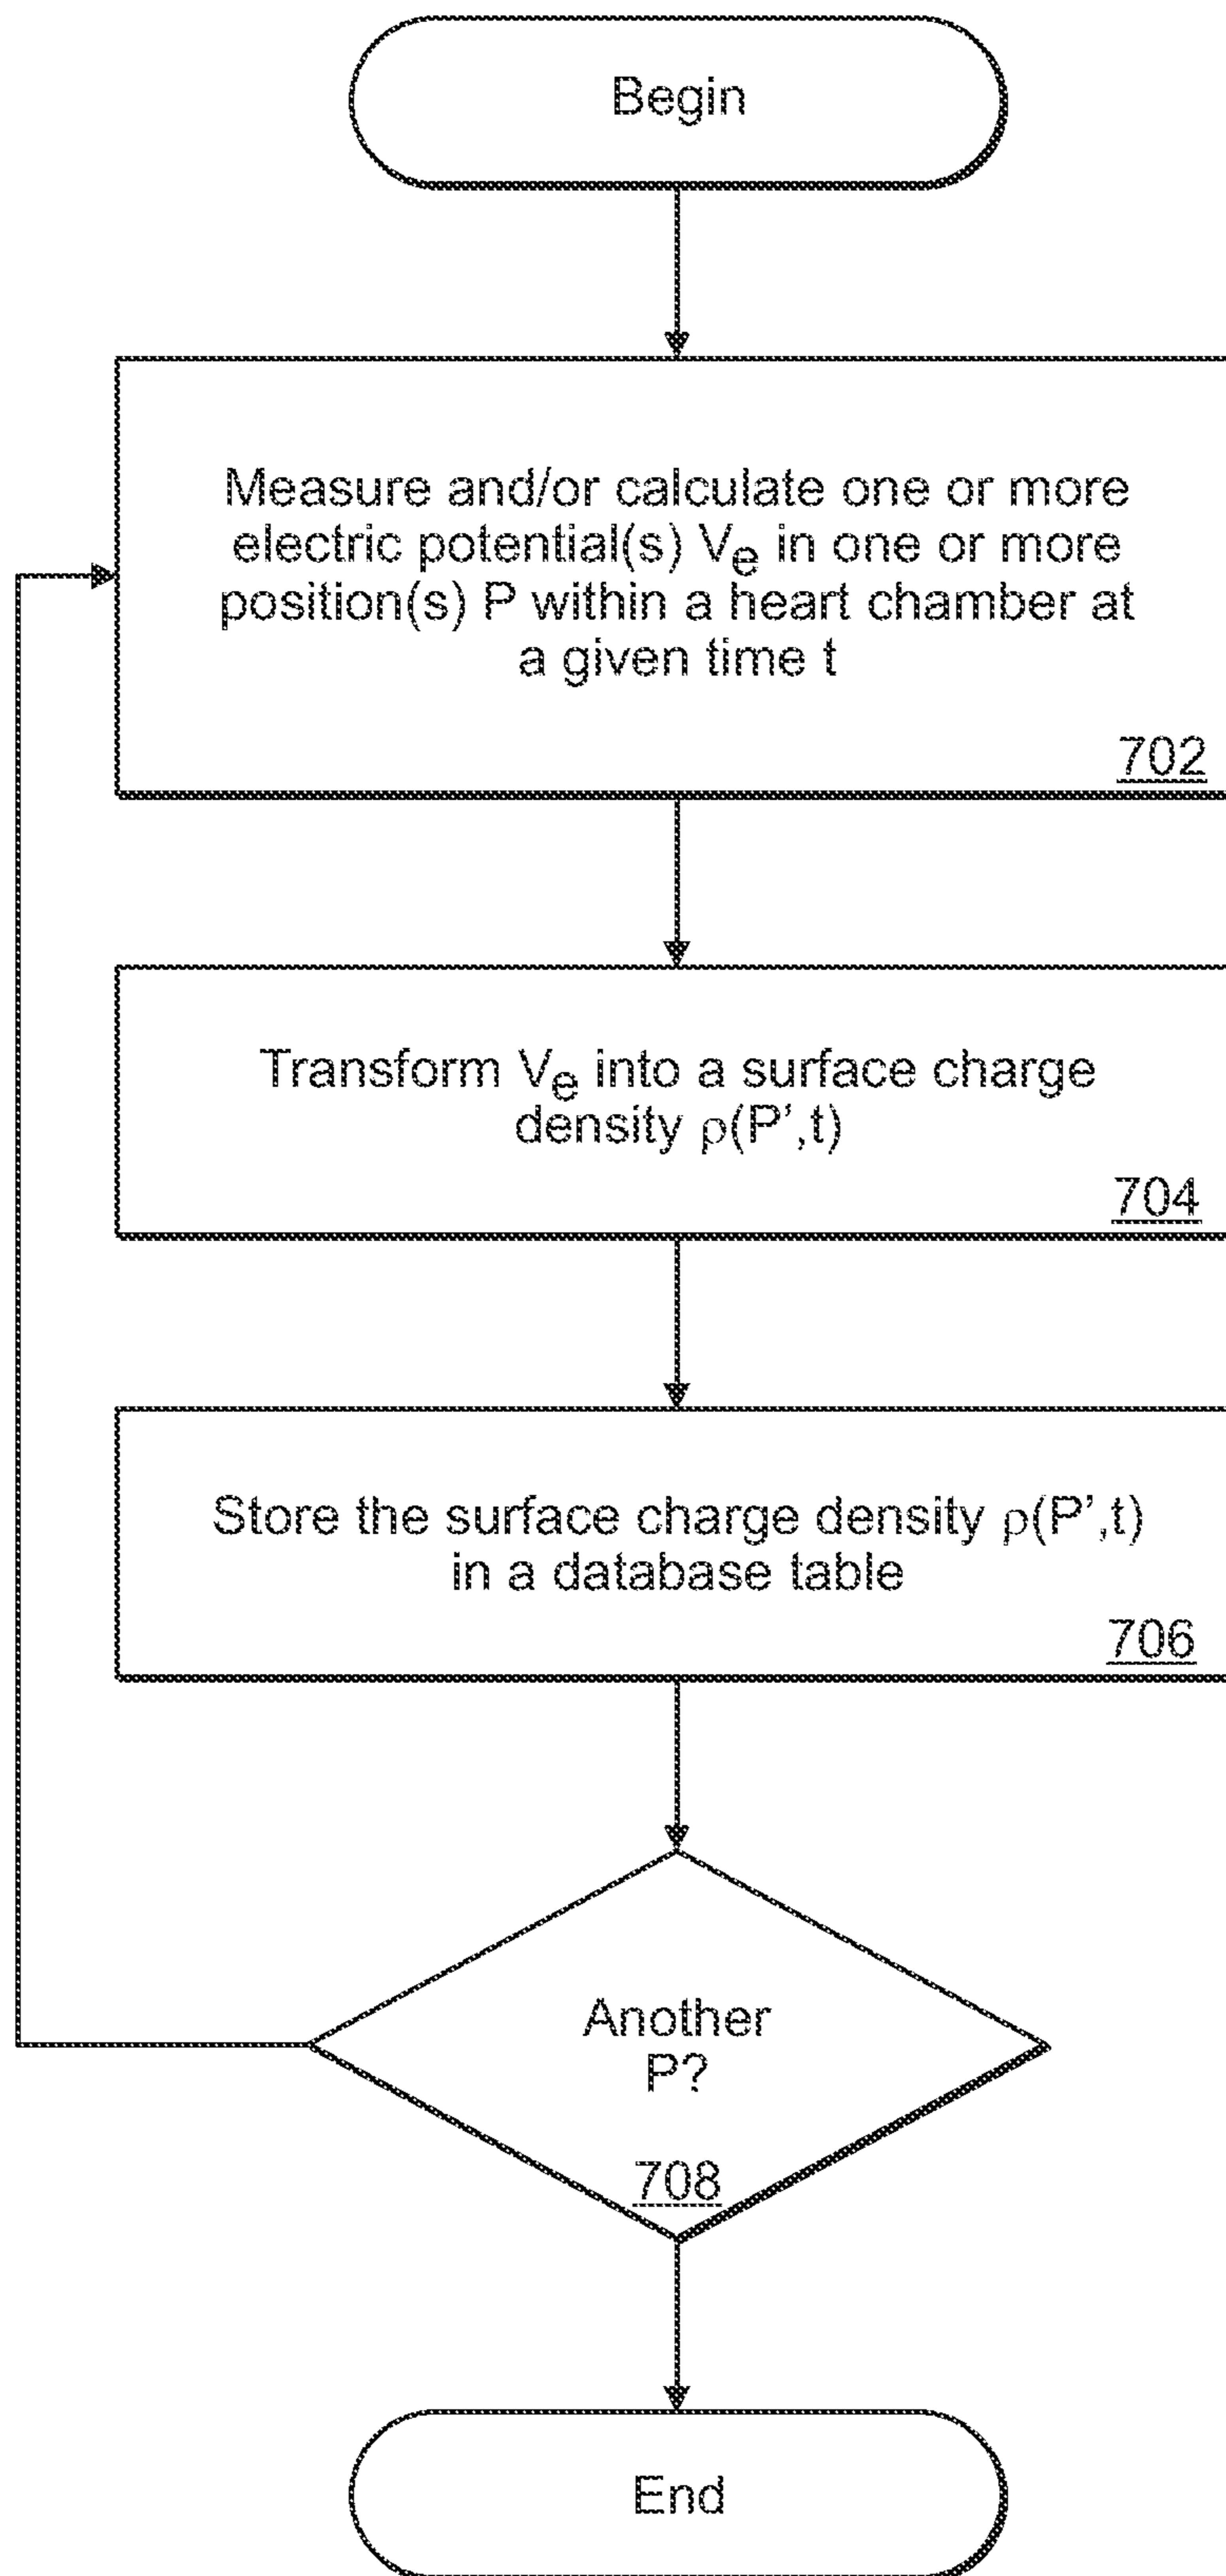 Begin
Measure and/or calculate one or more
electric potential(s) Ve in one or more
position(s) P within a heart chamber at
a given time t
702
Transform Ve into a surface charge
density ρ(P’,t)
704
Store the surface charge density ρ(P’,t)
in a database table
706
Another
P?
708
End